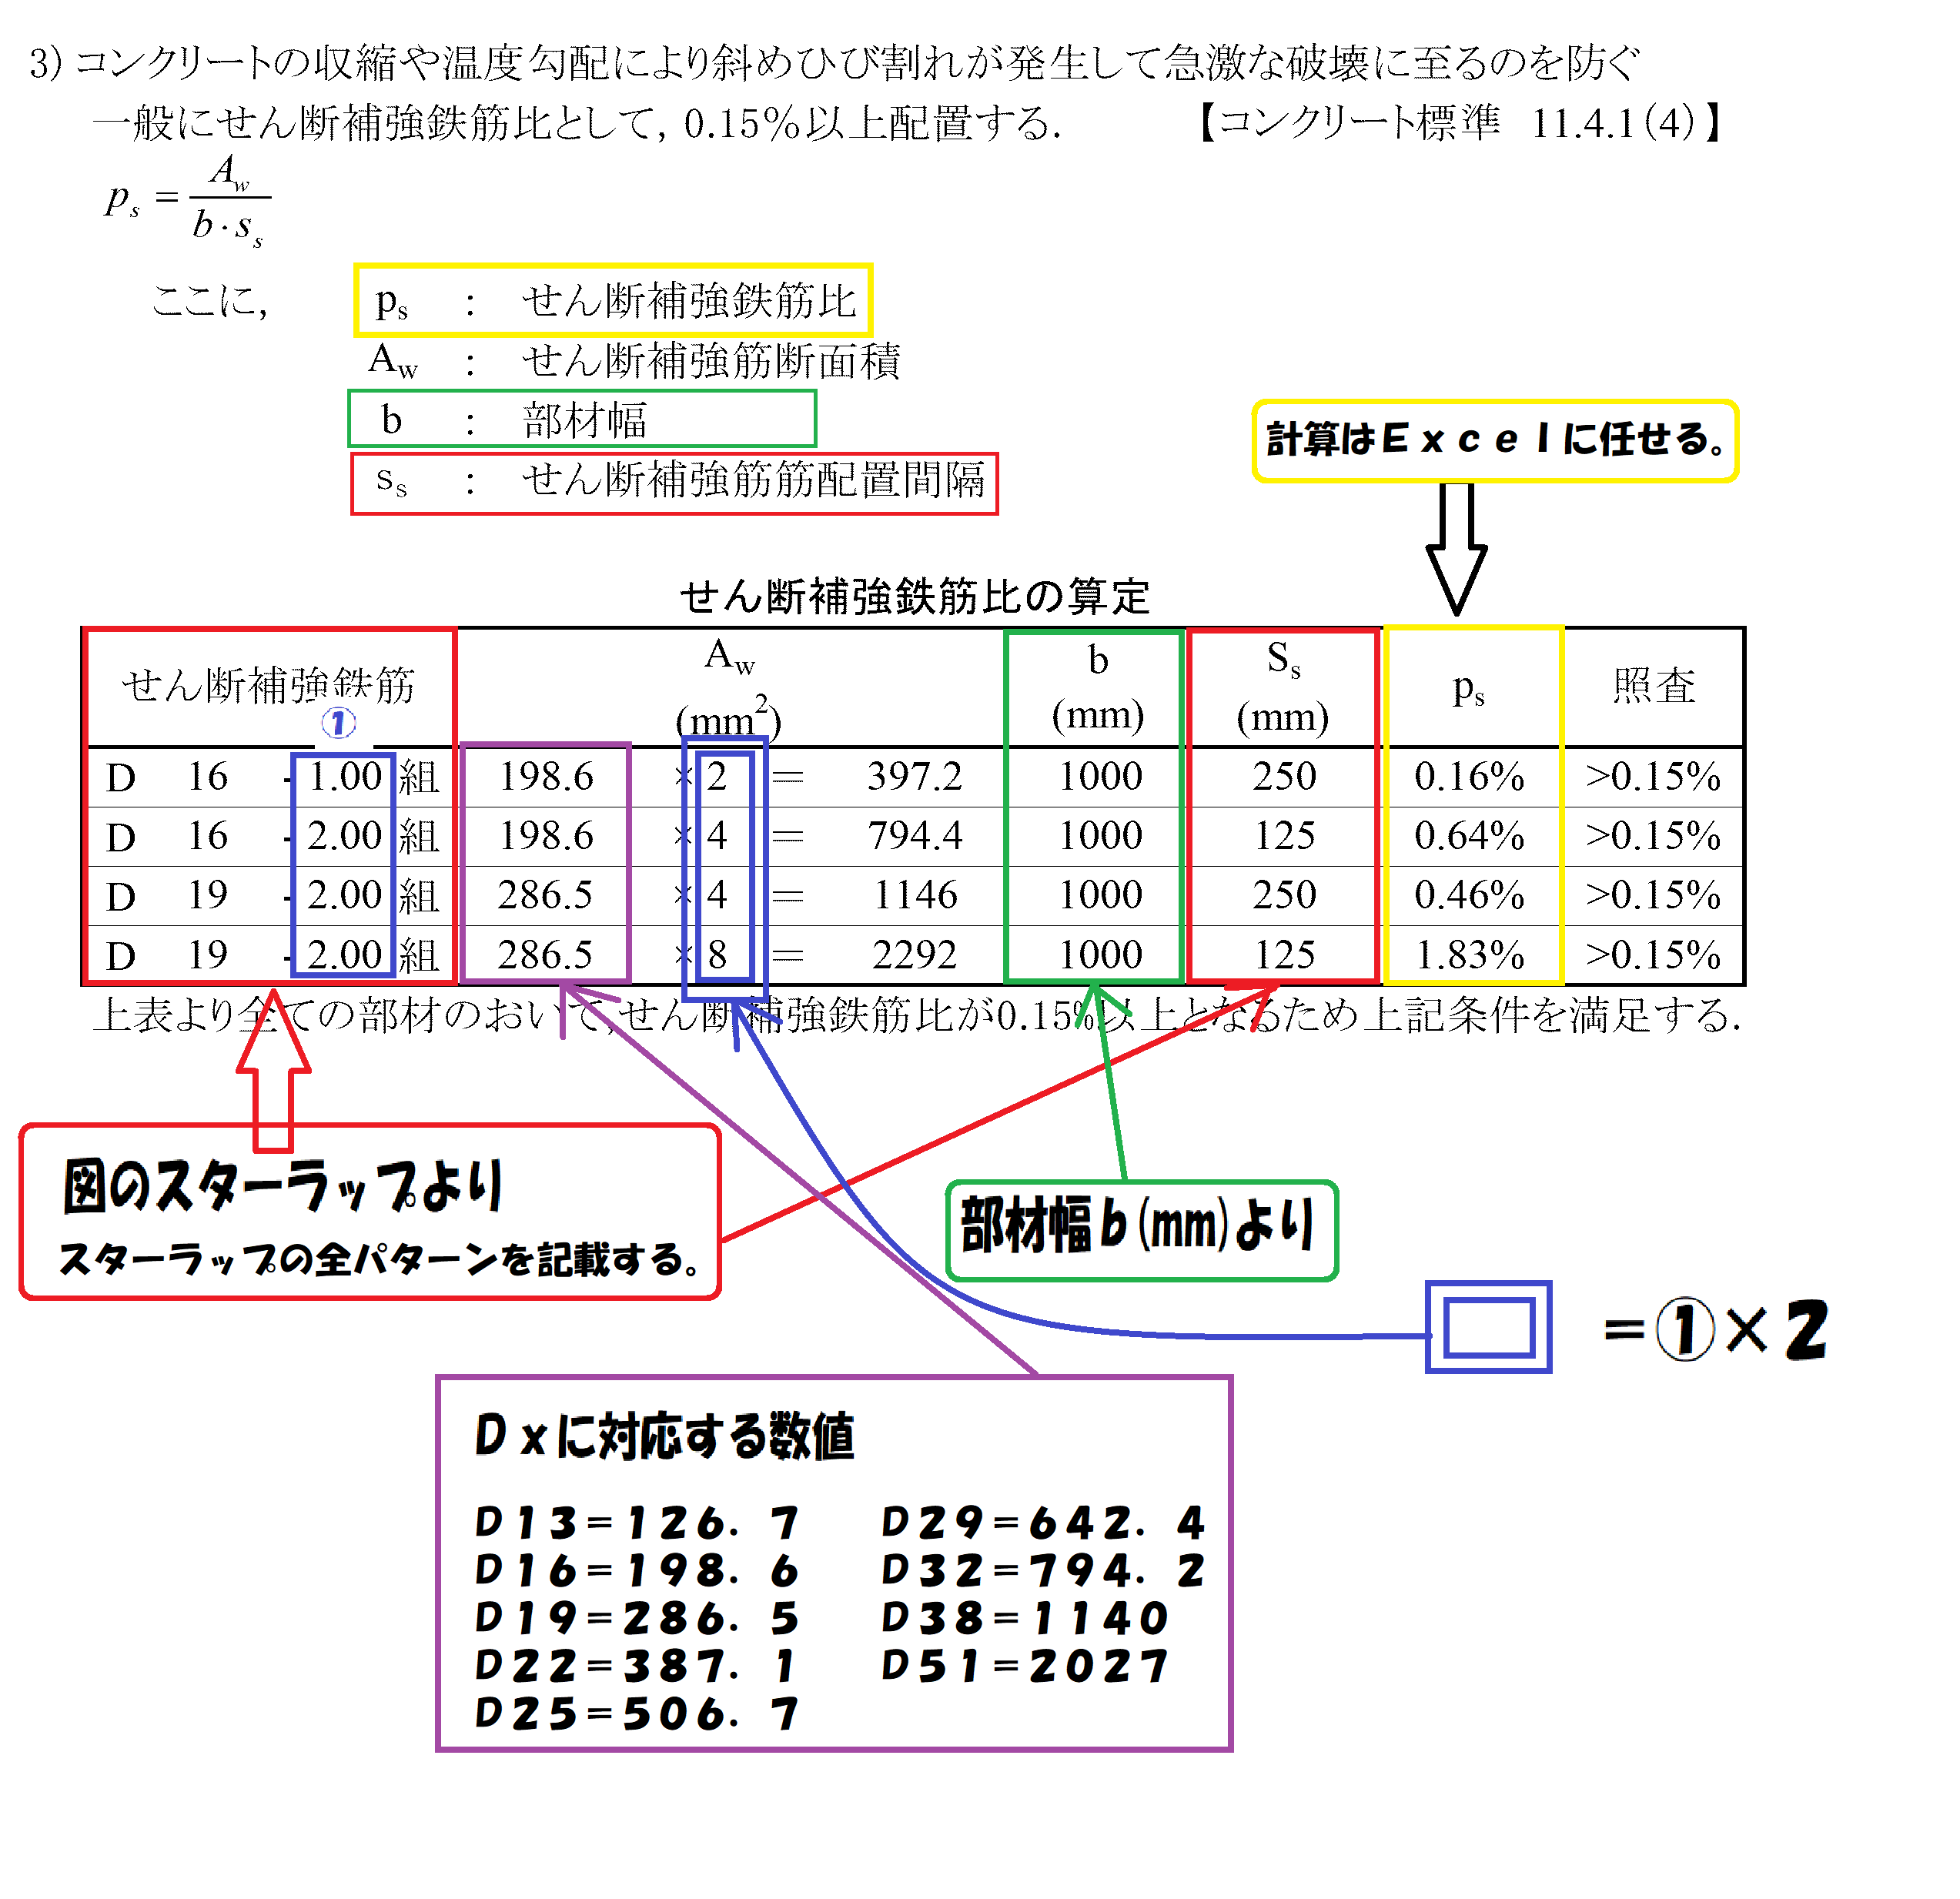 3) コンクリートの収縮や温度勾配により斜めひび割れが発生して急激な破壊に至るのを防ぐ
一般にせん断補強鉄筋比として, 0.15%以上配置する. 【コンクリート標準 11.4.1(4)】
p_s = A_w / (b・s_s)
ここに, p_s : せん断補強鉄筋比
A_w : せん断補強筋断面積
b : 部材幅
s_s : せん断補強筋筋配置間隔
計算はExcelに任せる。
せん断補強鉄筋比の算定
せん断補強鉄筋 ① A_w (mm²) b (mm) S_s (mm) p_s 照査
D 16 - 1.00 組 198.6 × 2 = 397.2 1000 250 0.16% >0.15%
D 16 - 2.00 組 198.6 × 4 = 794.4 1000 125 0.64% >0.15%
D 19 - 2.00 組 286.5 × 4 = 1146 1000 250 0.46% >0.15%
D 19 - 2.00 組 286.5 × 8 = 2292 1000 125 1.83% >0.15%
上表より全ての部材のおいて,せん断補強鉄筋比が0.15%以上となるため上記条件を満足する.
図のスターラップより
スターラップの全パターンを記載する。
部材幅b(mm)より
=①×2
Dxに対応する数値
D13=126.7 D29=642.4
D16=198.6 D32=794.2
D19=286.5 D38=1140
D22=387.1 D51=2027
D25=506.7